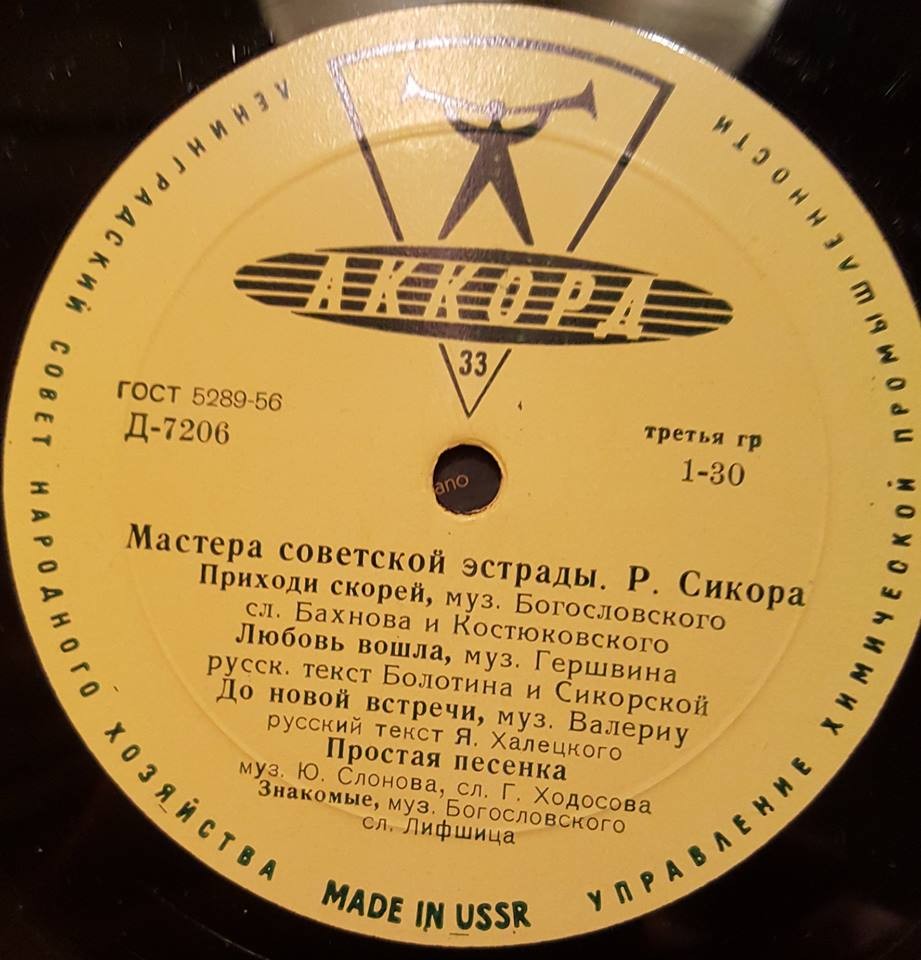 ЛЕНИНГРАДСКИЙ СОВЕТ НАРОДНОГО ХОЗЯЙСТВА
УПРАВЛЕНИЕ ХИМИЧЕСКОЙ ПРОМЫШЛЕННОСТИ
АККОРД
33
ГОСТ 5289-56
Д-7206
третья гр
1-30
ano
Мастера советской эстрады. Р. Сикора
Приходи скорей, муз. Богословского
сл. Бахнова и Костюковского
Любовь вошла, муз. Гершвина
русск. текст Болотина и Сикорской
До новой встречи, муз. Валериу
русский текст Я. Халецкого
Простая песенка
муз. Ю. Слонова, сл. Г. Ходосова
Знакомые, муз. Богословского
сл. Лифшица
MADE IN USSR